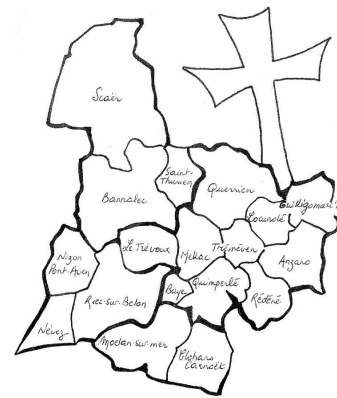 Scaër
Saint-
Thurien
Bannalec
Querrien
Guilligomarc'h
Locunolé
Le Trévoux
Mellac
Tréméven
Arzano
Nizon
Pont-Aven
Baye
Quimperlé
Rédéné
Riec-sur-Belon
Névez
Moëlan-sur-mer
Clohars
Carnoët